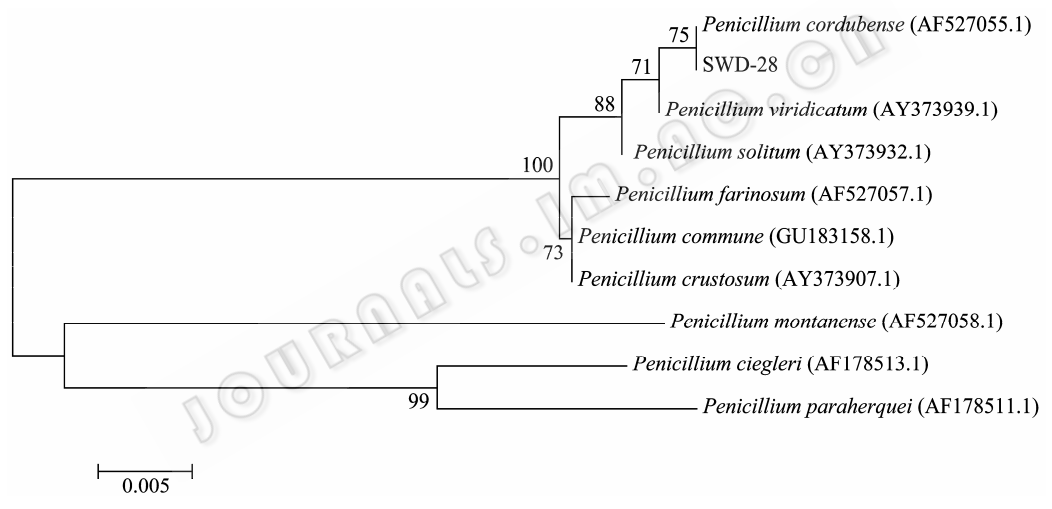 Penicillium cordubense (AF527055.1)
75
SWD-28
71
Penicillium viridicatum (AY373939.1)
88
Penicillium solitum (AY373932.1)
100
Penicillium farinosum (AF527057.1)
Penicillium commune (GU183158.1)
73
Penicillium crustosum (AY373907.1)
Penicillium montanense (AF527058.1)
Penicillium ciegleri (AF178513.1)
99
Penicillium paraherquei (AF178511.1)
0.005
JOURNALS.IM.AC.CN